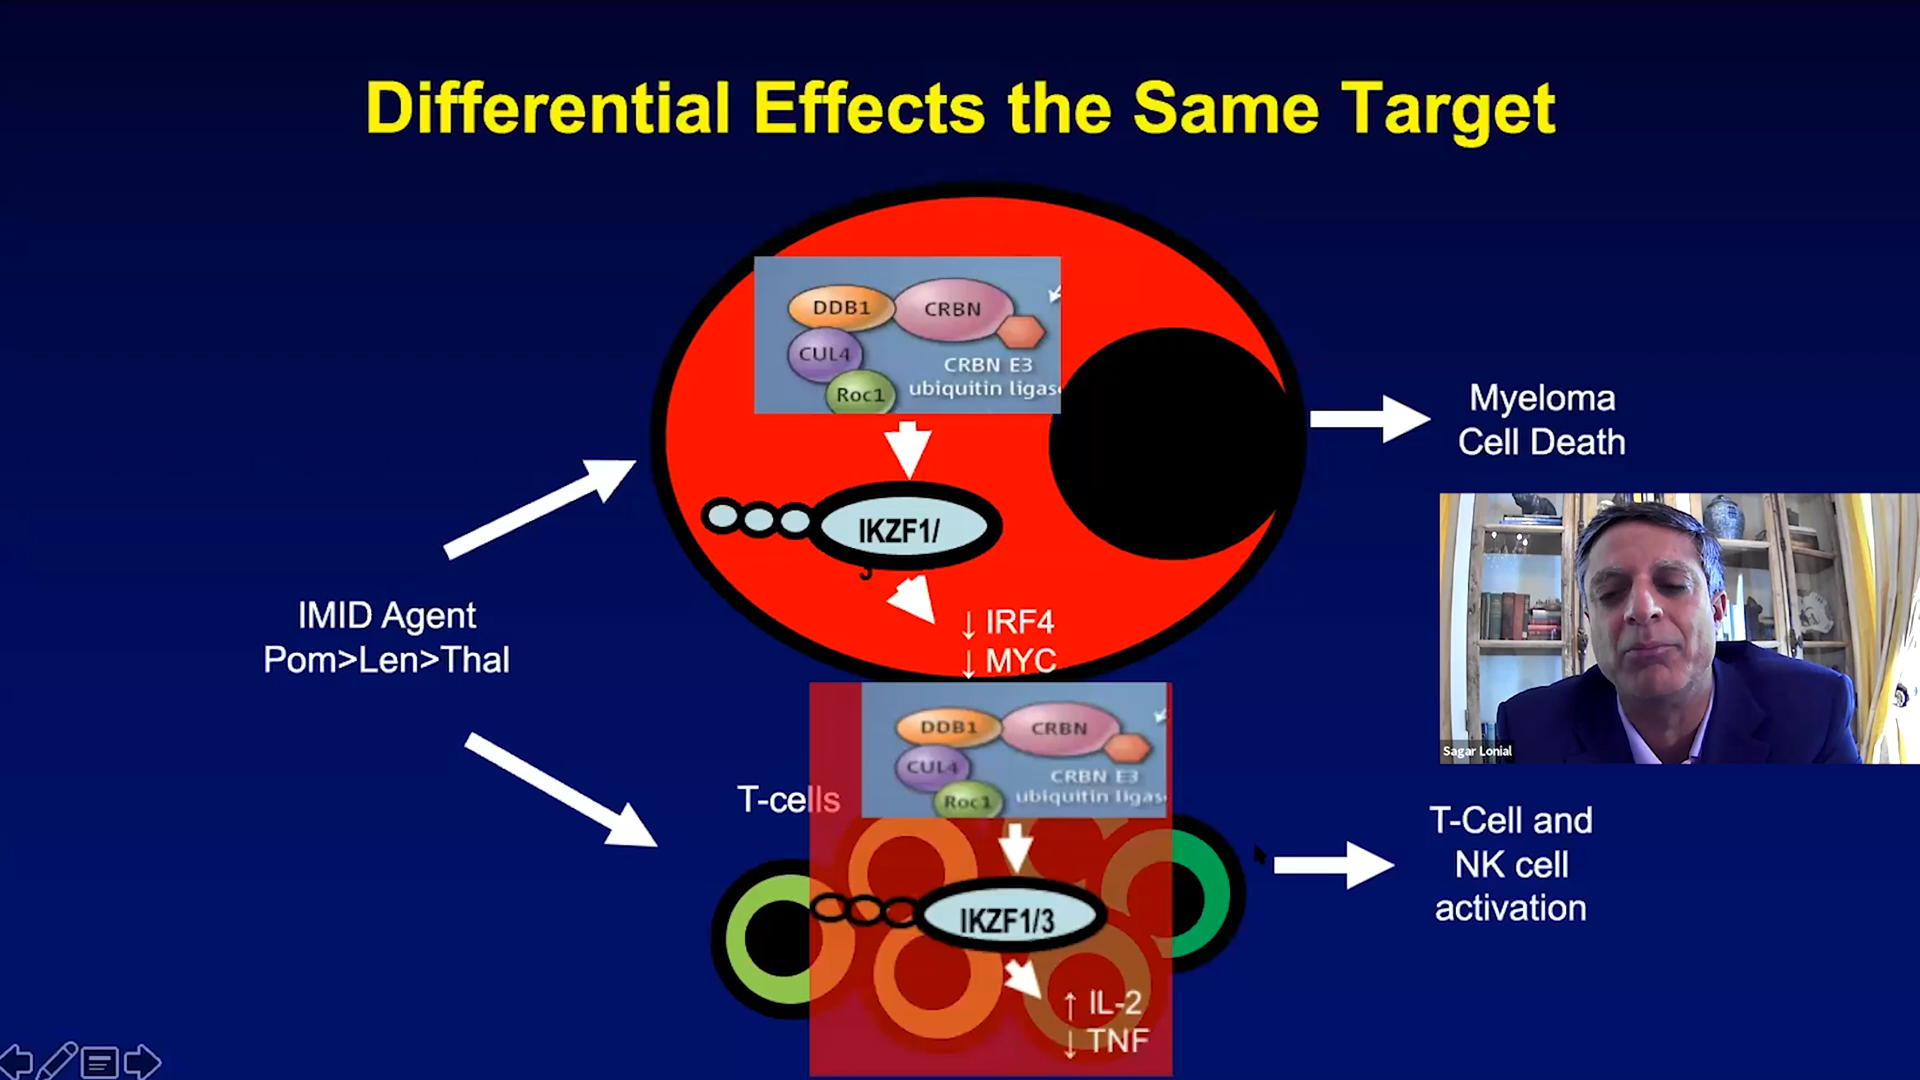 Differential Effects the Same Target
DDB1
CRBN
CUL4
CRBN E3
Roc1
ubiquitin ligas
IKZF1/
3
↓ IRF4
↓ MYC
Myeloma
Cell Death
IMID Agent
Pom>Len>Thal
Sagar Lonial
T-cells
DDB1
CRBN
CUL4
CRBN E3
Roc1
ubiquitin ligas
IKZF1/3
↑ IL-2
↓ TNF
T-Cell and
NK cell
activation